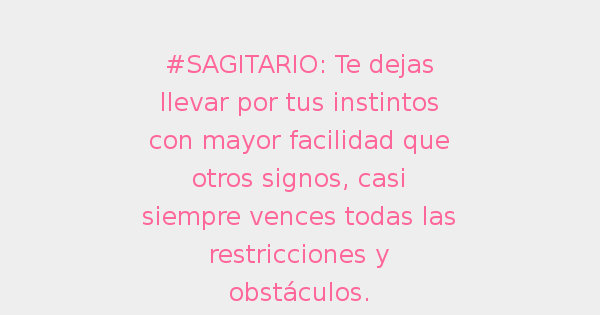 #SAGITARIO: Te dejas
llevar por tus instintos
con mayor facilidad que
otros signos, casi
siempre vences todas las
restricciones y
obstáculos.